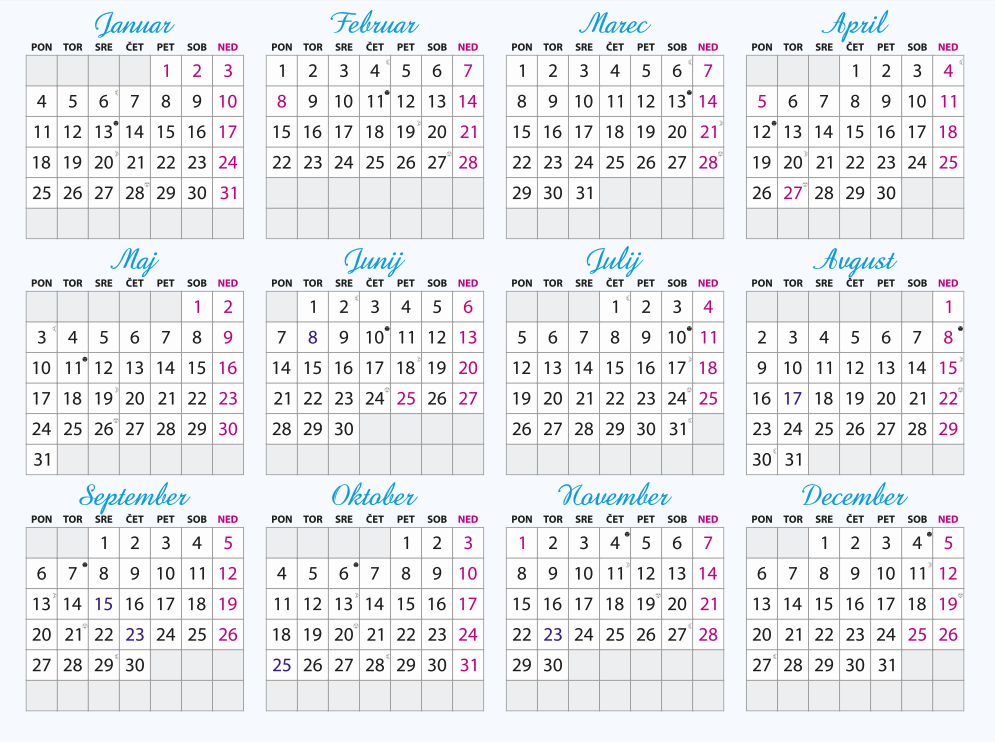 Januar
PON TOR SRE ČET PET SOB NED
1 2 3
4 5 6 7 8 9 10
11 12 13 14 15 16 17
18 19 20 21 22 23 24
25 26 27 28 29 30 31
Februar
PON TOR SRE ČET PET SOB NED
1 2 3 4 5 6 7
8 9 10 11 12 13 14
15 16 17 18 19 20 21
22 23 24 25 26 27 28
Marec
PON TOR SRE ČET PET SOB NED
1 2 3 4 5 6 7
8 9 10 11 12 13 14
15 16 17 18 19 20 21
22 23 24 25 26 27 28
29 30 31
April
PON TOR SRE ČET PET SOB NED
1 2 3 4
5 6 7 8 9 10 11
12 13 14 15 16 17 18
19 20 21 22 23 24 25
26 27 28 29 30
Maj
PON TOR SRE ČET PET SOB NED
1 2
3 4 5 6 7 8 9
10 11 12 13 14 15 16
17 18 19 20 21 22 23
24 25 26 27 28 29 30
31
Junij
PON TOR SRE ČET PET SOB NED
1 2 3 4 5 6
7 8 9 10 11 12 13
14 15 16 17 18 19 20
21 22 23 24 25 26 27
28 29 30
Julij
PON TOR SRE ČET PET SOB NED
1 2 3 4
5 6 7 8 9 10 11
12 13 14 15 16 17 18
19 20 21 22 23 24 25
26 27 28 29 30 31
Avgust
PON TOR SRE ČET PET SOB NED
1
2 3 4 5 6 7 8
9 10 11 12 13 14 15
16 17 18 19 20 21 22
23 24 25 26 27 28 29
30 31
September
PON TOR SRE ČET PET SOB NED
1 2 3 4 5
6 7 8 9 10 11 12
13 14 15 16 17 18 19
20 21 22 23 24 25 26
27 28 29 30
Oktober
PON TOR SRE ČET PET SOB NED
1 2 3
4 5 6 7 8 9 10
11 12 13 14 15 16 17
18 19 20 21 22 23 24
25 26 27 28 29 30 31
November
PON TOR SRE ČET PET SOB NED
1 2 3 4 5 6 7
8 9 10 11 12 13 14
15 16 17 18 19 20 21
22 23 24 25 26 27 28
29 30
December
PON TOR SRE ČET PET SOB NED
1 2 3 4 5
6 7 8 9 10 11 12
13 14 15 16 17 18 19
20 21 22 23 24 25 26
27 28 29 30 31